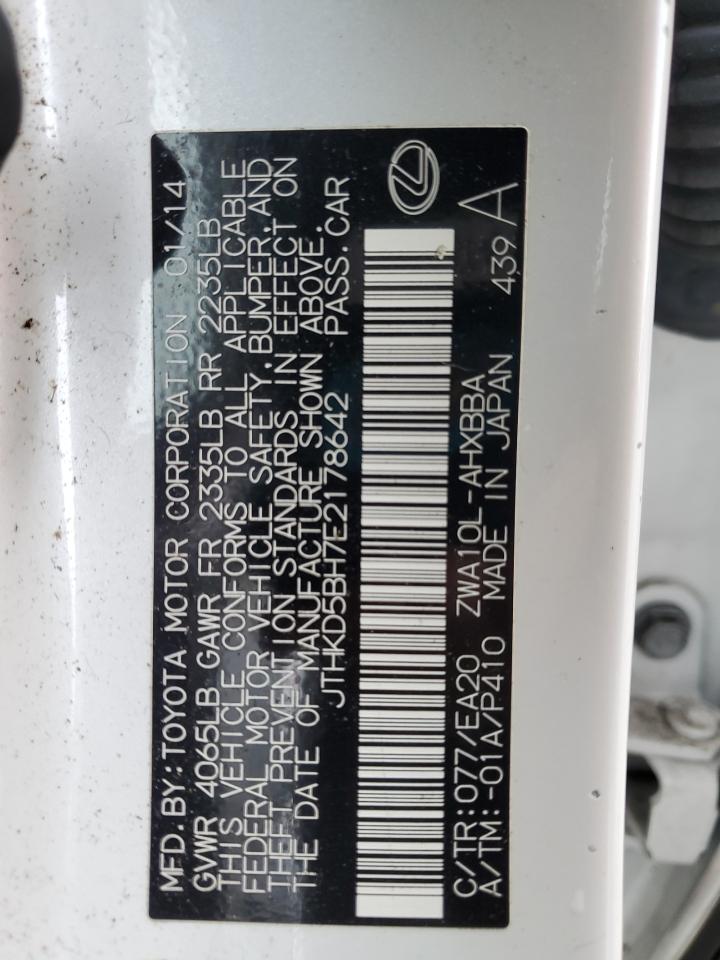 MFD. BY: TOYOTA MOTOR CORPORATION 01/14
GVWR 4065LB GAWR FR 2335LB RR 2235LB
THIS VEHICLE CONFORMS TO ALL APPLICABLE
FEDERAL MOTOR VEHICLE SAFETY, BUMPER, AND
THEFT PREVENTION STANDARDS IN EFFECT ON
THE DATE OF MANUFACTURE SHOWN ABOVE.
JTHKD5BH7E2178642 PASS. CAR
C/TR: 077/EA20 ZWA10L-AHXBBA 439 A
A/TM: -01A/P410 MADE IN JAPAN